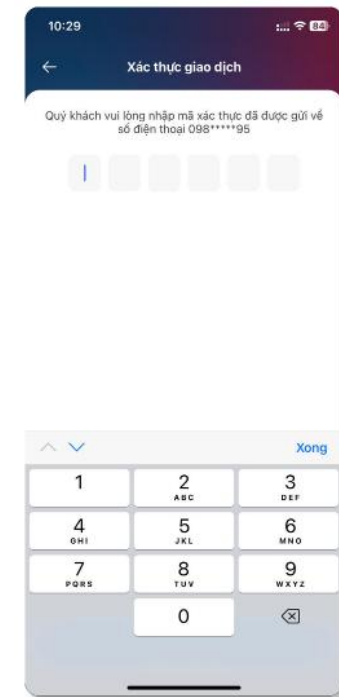 10:29
84
Xác thực giao dịch
Quý khách vui lòng nhập mã xác thực đã được gửi về
số điện thoại 098*****95
Xong
1
2
ABC
3
DEF
4
GHI
5
JKL
6
MNO
7
PQRS
8
TUV
9
WXYZ
0